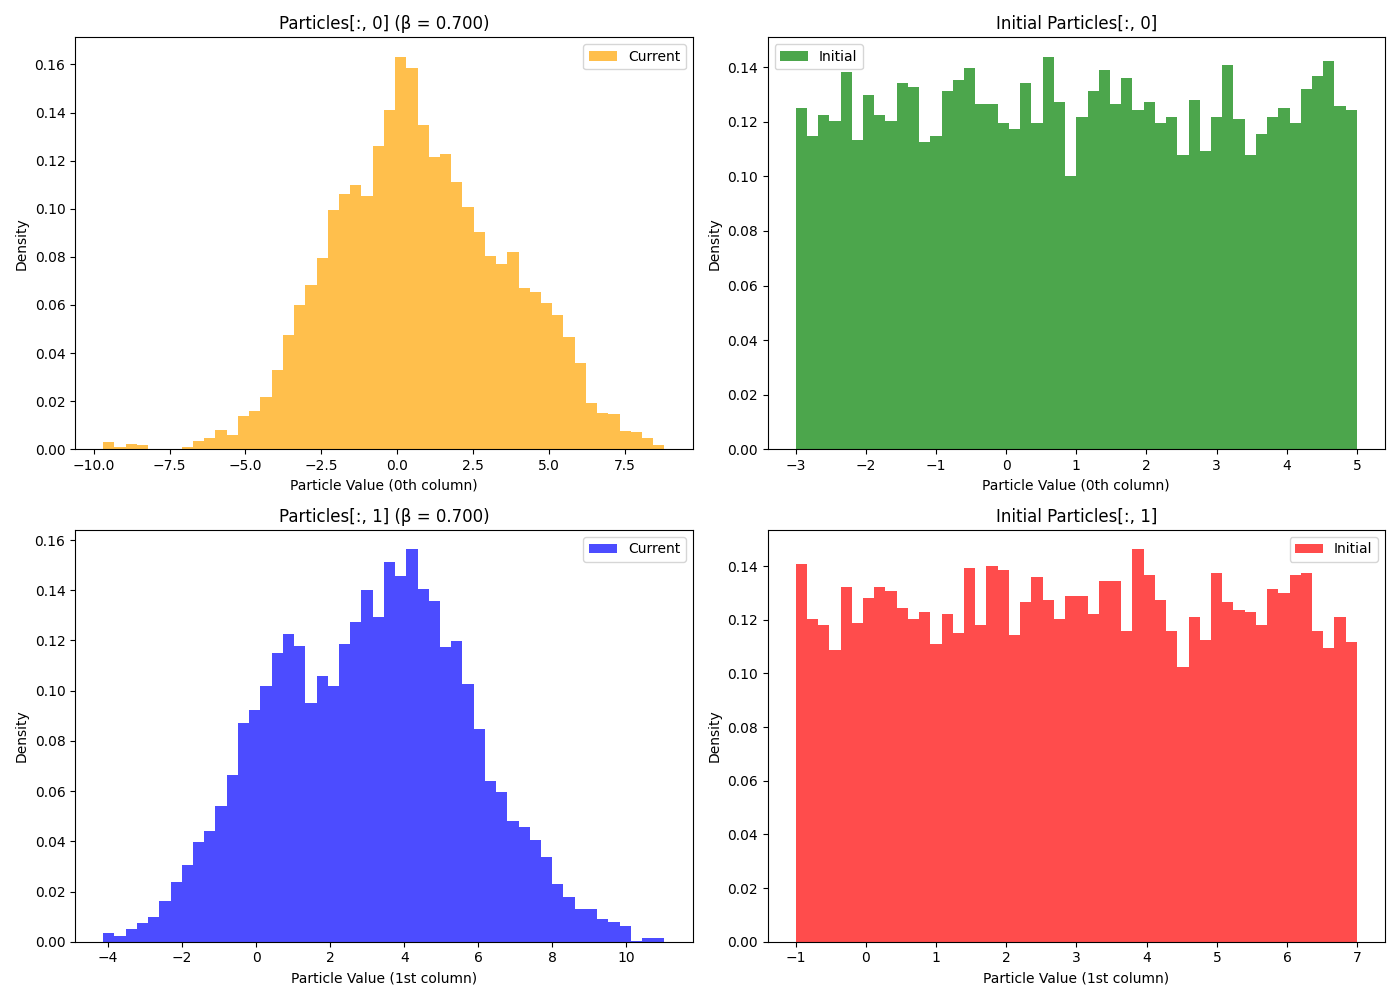 Particles[:, 0] (β = 0.700)
Current
0.16
0.14
0.12
0.10
0.08
0.06
0.04
0.02
0.00
Density
−10.0 −7.5 −5.0 −2.5 0.0 2.5 5.0 7.5
Particle Value (0th column)
Initial Particles[:, 0]
Initial
0.14
0.12
0.10
0.08
0.06
0.04
0.02
0.00
Density
−3 −2 −1 0 1 2 3 4 5
Particle Value (0th column)
Particles[:, 1] (β = 0.700)
Current
0.16
0.14
0.12
0.10
0.08
0.06
0.04
0.02
0.00
Density
−4 −2 0 2 4 6 8 10
Particle Value (1st column)
Initial Particles[:, 1]
Initial
0.14
0.12
0.10
0.08
0.06
0.04
0.02
0.00
Density
−1 0 1 2 3 4 5 6 7
Particle Value (1st column)